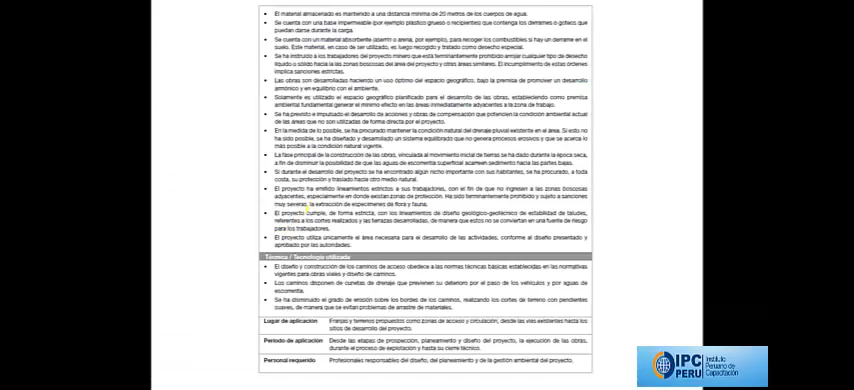 • El material almacenado es mantenido a una distancia mínima de 20 metros de los cuerpos de agua.
• Se cuenta con una base impermeable (por ejemplo plástico grueso o recipientes que contengan los derrames o goteos que
puedan darse durante la carga.
• Se cuenta con un material absorbente (aserrín o arena, por ejemplo), para recoger los combustibles si hay un derrame en el
suelo. Este material, en caso de ser utilizado, es luego recogido y tratado como desecho especial.
• Se ha instruido a los trabajadores del proyecto minero que está terminantemente prohibido arrojar cualquier tipo de desecho
líquido o sólido hacia la las zonas boscosas del área del proyecto y otras áreas similares. El incumplimiento de estas órdenes
implica sanciones estrictas.
• Las obras son desarrolladas haciendo un uso óptimo del espacio geográfico, bajo la premisa de promover un desarrollo
armónico y en equilibrio con el ambiente.
• Solamente es utilizado el espacio geográfico planificado para el desarrollo de las obras, estableciendo como premisa
ambiental fundamental generar el mínimo efecto en las áreas inmediatamente adyacentes a la zona de trabajo.
• Se ha previsto e impulsado el desarrollo de acciones y obras de compensación que potencien la condición ambiental actual
de las áreas que no son utilizadas de forma directa por el proyecto.
• En la medida de lo posible, se ha procurado mantener la condición natural del drenaje pluvial existente en el área. Si esto no
ha sido posible, se ha diseñado y desarrollado un sistema equilibrado que no genera procesos erosivos y que se acerca lo
más posible a la condición natural vigente.
• La fase principal de la construcción de las obras, vinculada al movimiento inicial de tierras se ha dado durante la época seca,
a fin de disminuir la posibilidad de que las aguas de escorrentía superficial acarreen sedimento hacia las partes bajas.
• Si durante el desarrollo del proyecto se ha encontrado algún nicho importante con sus habitantes, se ha procurado, a toda
costa, su protección y traslado hacia otro medio natural.
• El proyecto ha emitido lineamientos estrictos a sus trabajadores, con el fin de que no ingresen a las zonas boscosas
adyacentes, especialmente en donde existan zonas de protección. Ha sido terminantemente prohibido y sujeto a sanciones
muy severas, la extracción de especímenes de flora y fauna.
• El proyecto cumple, de forma estricta, con los lineamientos de diseño geológico-geotécnico de estabilidad de taludes,
referentes a los cortes realizados y las terrazas desarrolladas, de manera que estos no se conviertan en una fuente de riesgo
para los trabajadores.
• El proyecto utiliza únicamente el área necesaria para el desarrollo de las actividades, conforme al diseño presentado y
aprobado por las autoridades.
Técnica / Tecnología utilizada
• El diseño y construcción de los caminos de acceso obedece a las normas técnicas básicas establecidas en las normativas
vigentes para obras viales y diseño de caminos.
• Los caminos disponen de cunetas de drenaje que previenen su deterioro por el paso de los vehículos y por aguas de
escorrentía.
• Se ha disminuido el grado de erosión sobre los bordes de los caminos, realizando los cortes de terreno con pendientes
suaves, de manera que se evitan problemas de arrastre de materiales.
Lugar de aplicación Franjas y terrenos propuestos como zonas de acceso y circulación, desde las vías existentes hasta los
sitios de desarrollo del proyecto.
Período de aplicación Desde las etapas de prospección, planeamiento y diseño del proyecto, la ejecución de las obras,
durante el proceso de explotación y hasta su cierre técnico.
Personal requerido Profesionales responsables del diseño, del planeamiento y de la gestión ambiental del proyecto.
IPC PERU
Instituto
Peruano de
Capacitación